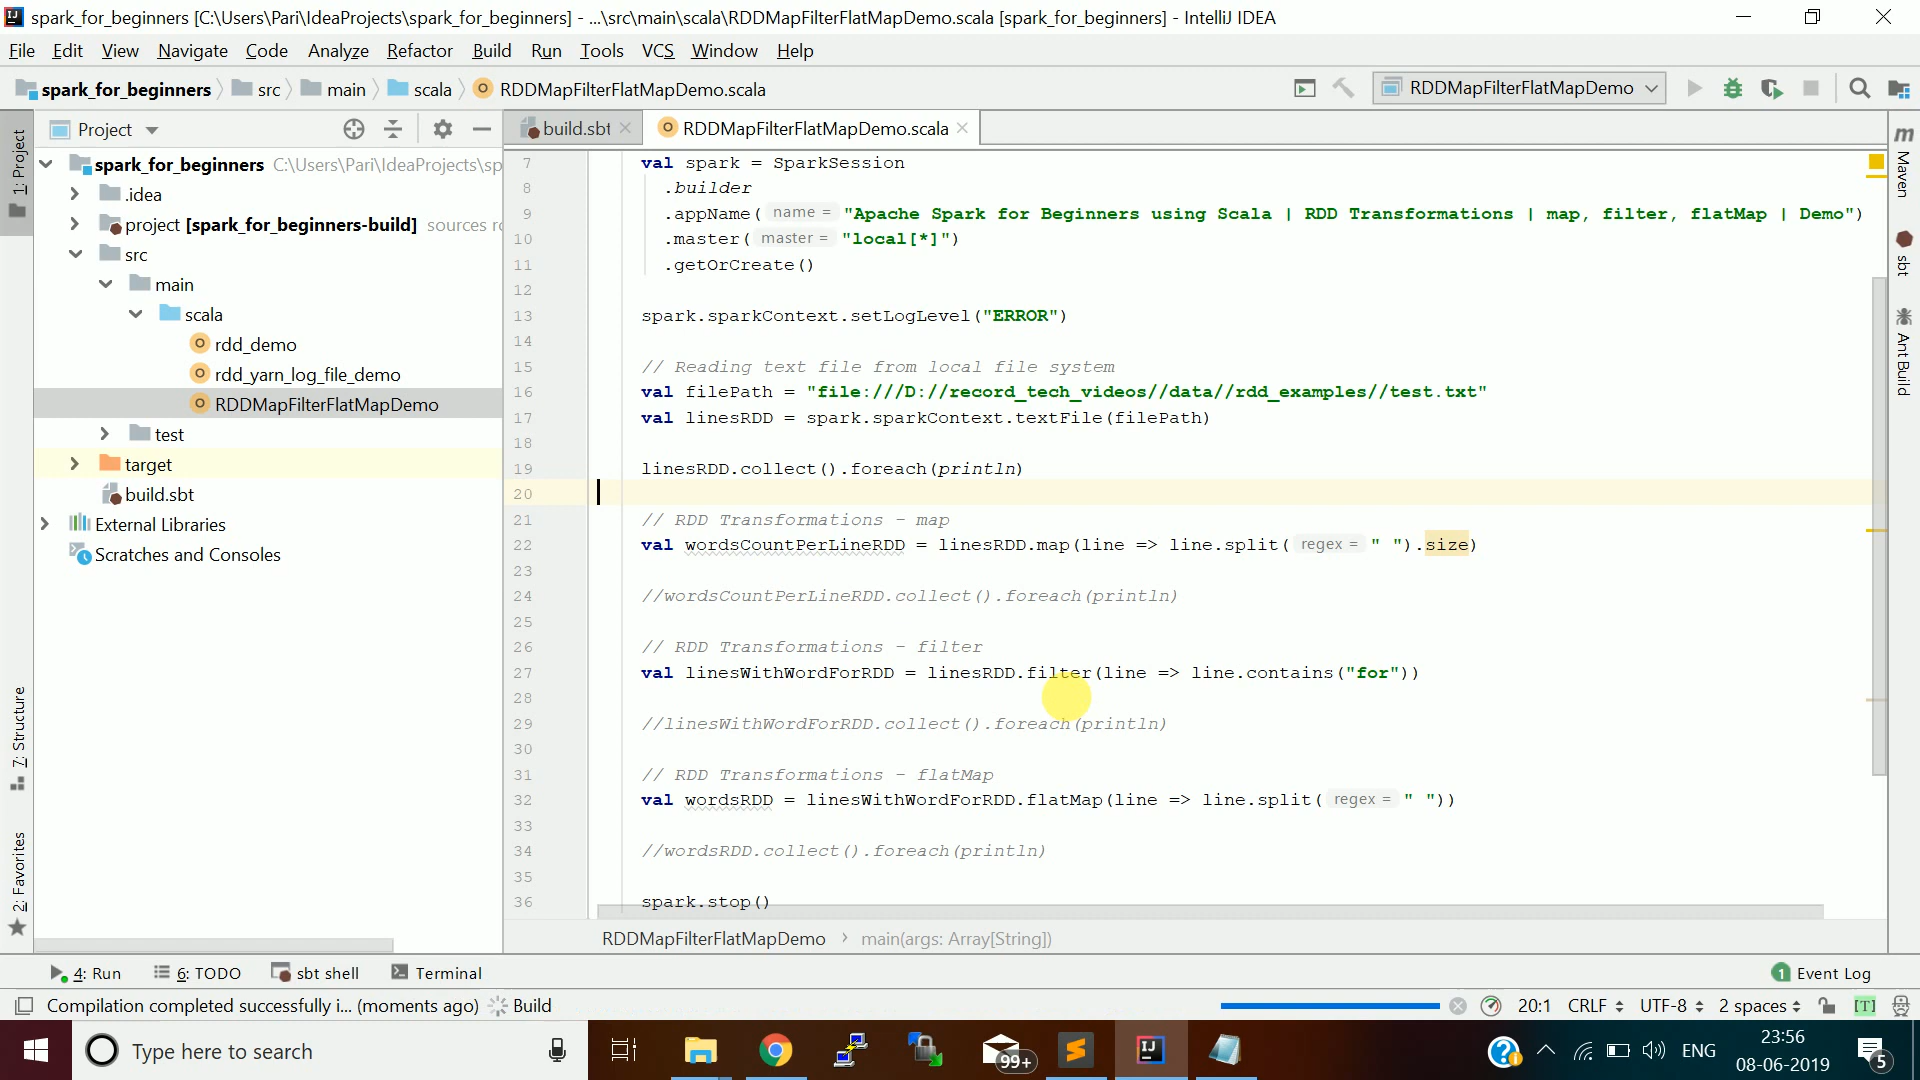 spark_for_beginners [C:\Users\Pari\IdeaProjects\spark_for_beginners] - ...\src\main\scala\RDDMapFilterFlatMapDemo.scala [spark_for_beginners] - IntelliJ IDEA
File Edit View Navigate Code Analyze Refactor Build Run Tools VCS Window Help
spark_for_beginners src main scala RDDMapFilterFlatMapDemo.scala RDDMapFilterFlatMapDemo
Project build.sbt RDDMapFilterFlatMapDemo.scala
1: Project
7: Structure
2: Favorites
spark_for_beginners C:\Users\Pari\IdeaProjects\sp
.idea
project [spark_for_beginners-build] sources ro
src
main
scala
rdd_demo
rdd_yarn_log_file_demo
RDDMapFilterFlatMapDemo
test
target
build.sbt
External Libraries
Scratches and Consoles
7 val spark = SparkSession
8 .builder
9 .appName( name = "Apache Spark for Beginners using Scala | RDD Transformations | map, filter, flatMap | Demo")
10 .master( master = "local[*]")
11 .getOrCreate()
12
13 spark.sparkContext.setLogLevel("ERROR")
14
15 // Reading text file from local file system
16 val filePath = "file:///D://record_tech_videos//data//rdd_examples//test.txt"
17 val linesRDD = spark.sparkContext.textFile(filePath)
18
19 linesRDD.collect().foreach(println)
20
21 // RDD Transformations - map
22 val wordsCountPerLineRDD = linesRDD.map(line => line.split( regex = " ").size)
23
24 //wordsCountPerLineRDD.collect().foreach(println)
25
26 // RDD Transformations - filter
27 val linesWithWordForRDD = linesRDD.filter(line => line.contains("for"))
28
29 //linesWithWordForRDD.collect().foreach(println)
30
31 // RDD Transformations - flatMap
32 val wordsRDD = linesWithWordForRDD.flatMap(line => line.split( regex = " "))
33
34 //wordsRDD.collect().foreach(println)
35
36 spark.stop()
m Maven
sbt
Ant Build
RDDMapFilterFlatMapDemo main(args: Array[String])
4: Run 6: TODO sbt shell Terminal 1 Event Log
Compilation completed successfully i... (moments ago) Build 20:1 CRLF UTF-8 2 spaces [T]
Type here to search 99+ IJ ENG 23:56
08-06-2019 5